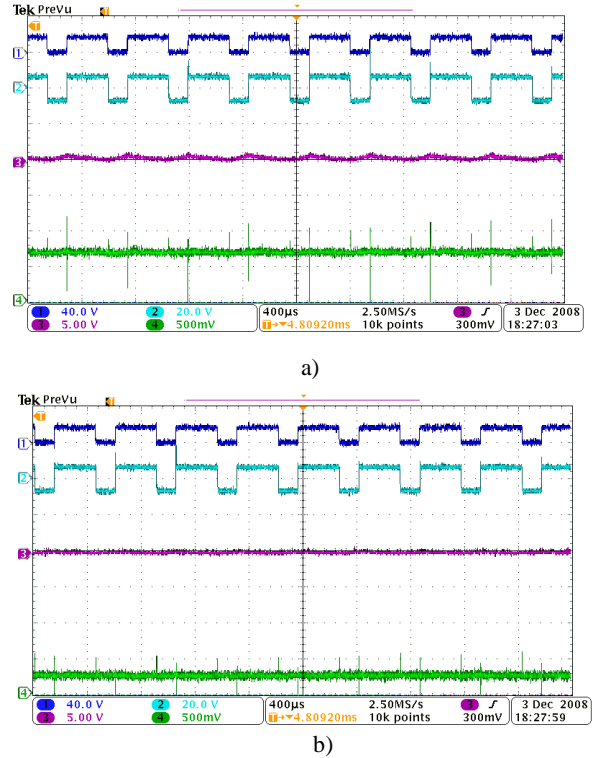 Tek PreVu
T
1
2
3
4
1 40.0 V 2 20.0 V
3 5.00 V 4 500mV
400µs
T→▼4.80920ms
2.50MS/s
10k points
3 ∫
300mV
3 Dec 2008
18:27:03
a)
Tek PreVu
T
1
2
3
4
1 40.0 V 2 20.0 V
3 5.00 V 4 500mV
400µs
T→▼4.80920ms
2.50MS/s
10k points
3 ∫
300mV
3 Dec 2008
18:27:59
b)